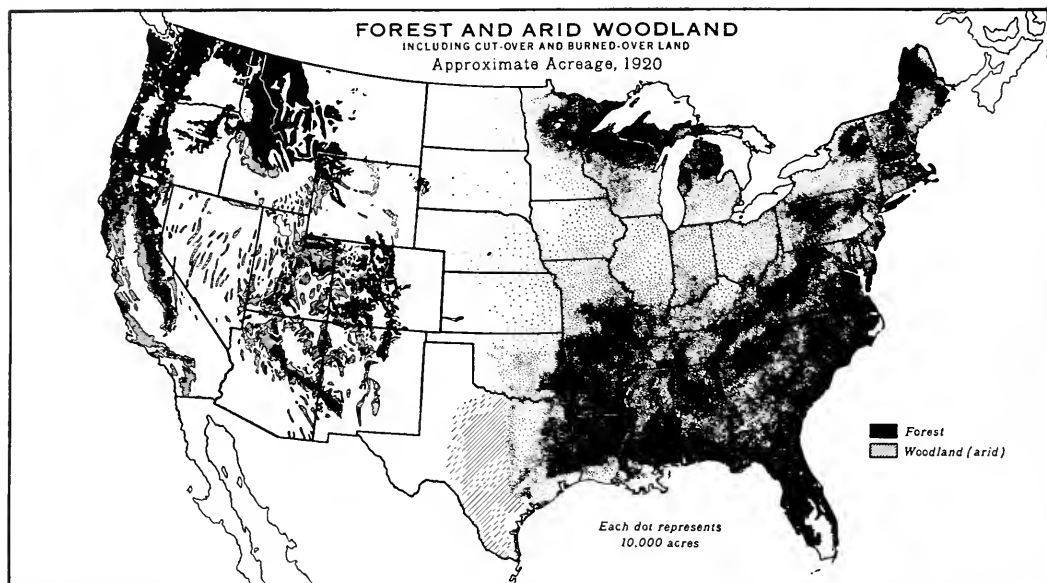 FOREST AND ARID WOODLAND
INCLUDING CUT-OVER AND BURNED-OVER LAND
Approximate Acreage, 1920
Forest
Woodland (arid)
Each dot represents
10,000 acres